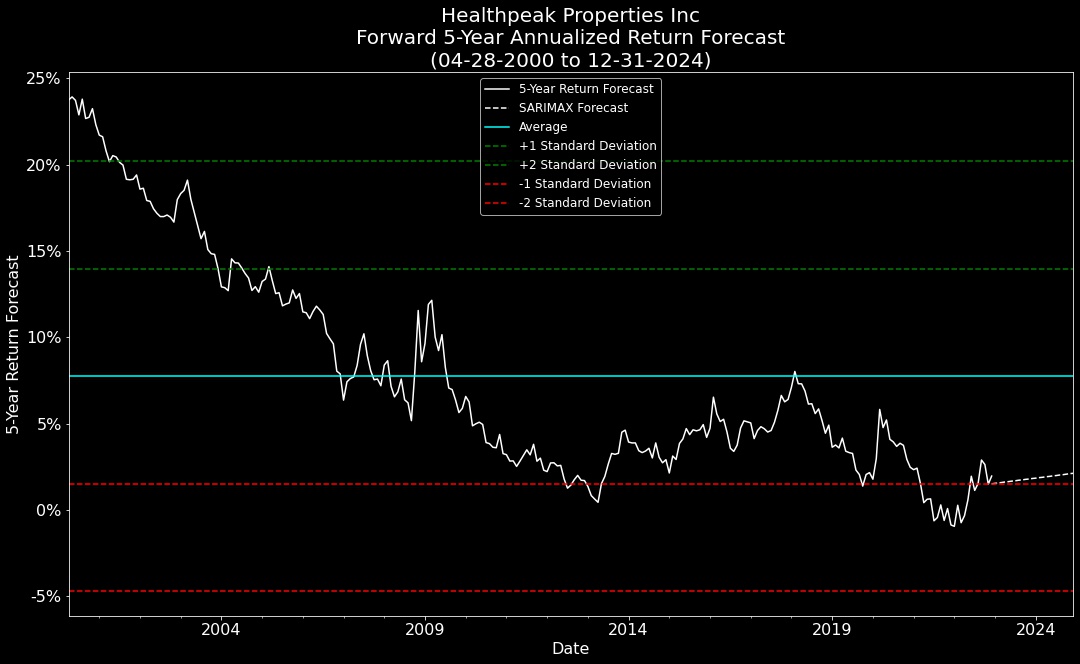 Healthpeak Properties Inc
Forward 5-Year Annualized Return Forecast
(04-28-2000 to 12-31-2024)
5-Year Return Forecast
SARIMAX Forecast
Average
+1 Standard Deviation
+2 Standard Deviation
-1 Standard Deviation
-2 Standard Deviation
5-Year Return Forecast
25%
20%
15%
10%
5%
0%
-5%
2004
2009
2014
2019
2024
Date